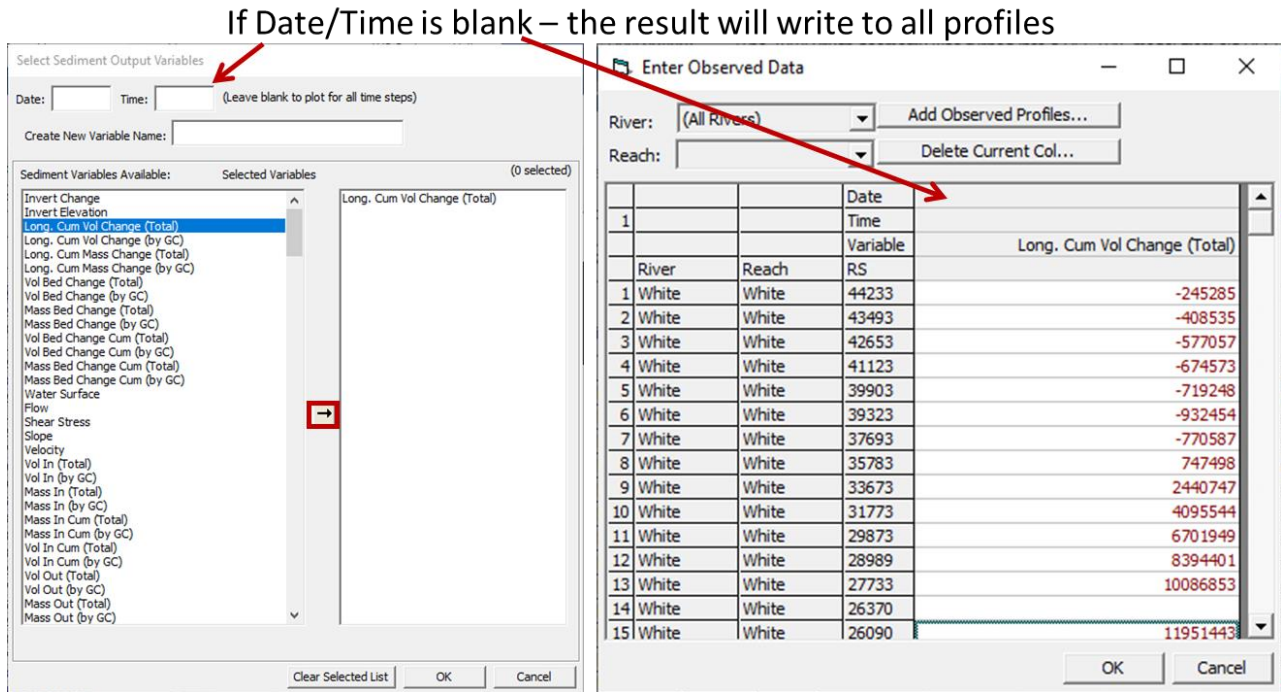 If Date/Time is blank – the result will write to all profiles
Select Sediment Output Variables
Date: Time: (Leave blank to plot for all time steps)
Create New Variable Name:
Sediment Variables Available: Selected Variables (0 selected)
Invert Change
Invert Elevation
Long. Cum Vol Change (Total)
Long. Cum Vol Change (by GC)
Long. Cum Mass Change (Total)
Long. Cum Mass Change (by GC)
Vol Bed Change (Total)
Vol Bed Change (by GC)
Mass Bed Change (Total)
Mass Bed Change (by GC)
Vol Bed Change Cum (Total)
Vol Bed Change Cum (by GC)
Mass Bed Change Cum (Total)
Mass Bed Change Cum (by GC)
Water Surface
Flow
Shear Stress
Slope
Velocity
Vol In (Total)
Vol In (by GC)
Mass In (Total)
Mass In (by GC)
Mass In Cum (Total)
Mass In Cum (by GC)
Vol In Cum (Total)
Vol In Cum (by GC)
Vol Out (Total)
Vol Out (by GC)
Mass Out (Total)
Mass Out (by GC)
Long. Cum Vol Change (Total)
→
Clear Selected List OK Cancel
Enter Observed Data
River: (All Rivers) Add Observed Profiles...
Reach: Delete Current Col...
Date
1 Time
Variable Long. Cum Vol Change (Total)
River Reach RS
1 White White 44233 -245285
2 White White 43493 -408535
3 White White 42653 -577057
4 White White 41123 -674573
5 White White 39903 -719248
6 White White 39323 -932454
7 White White 37693 -770587
8 White White 35783 747498
9 White White 33673 2440747
10 White White 31773 4095544
11 White White 29873 6701949
12 White White 28989 8394401
13 White White 27733 10086853
14 White White 26370
15 White White 26090 11951443
OK Cancel